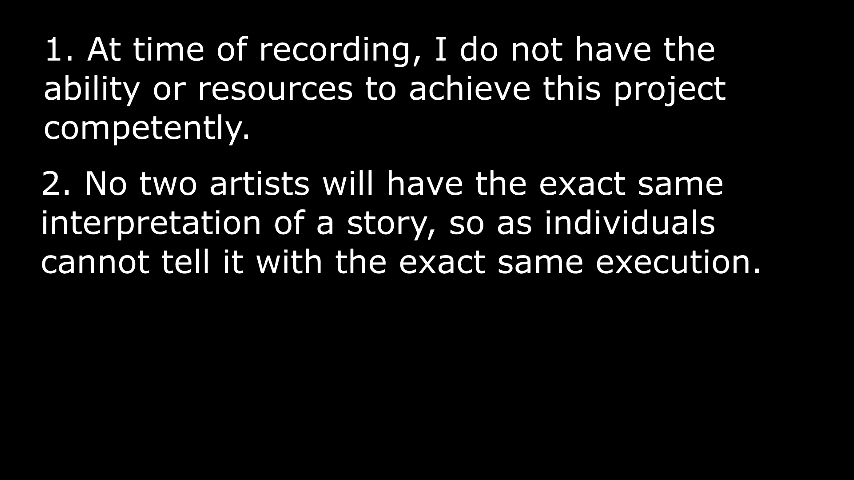 1. At time of recording, I do not have the
ability or resources to achieve this project
competently.
2. No two artists will have the exact same
interpretation of a story, so as individuals
cannot tell it with the exact same execution.